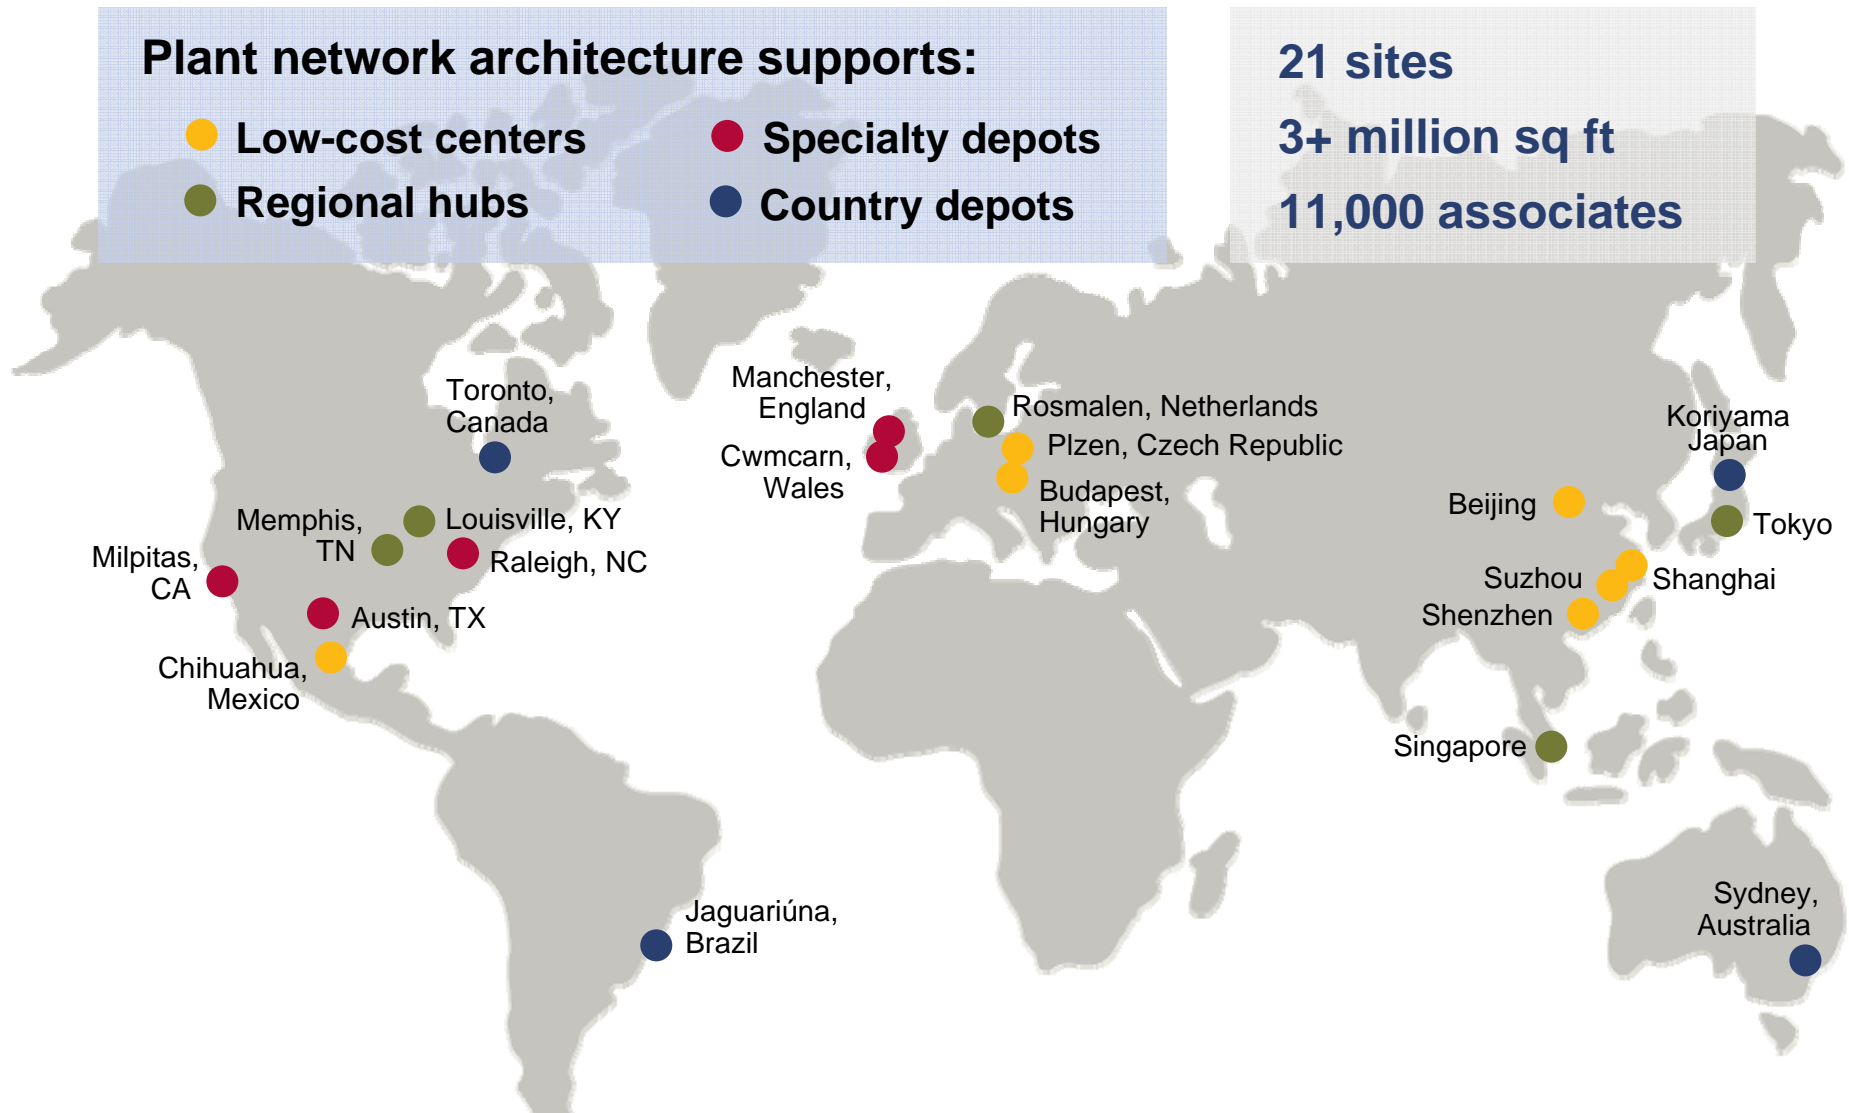 Plant network architecture supports:
Low-cost centers
Specialty depots
Regional hubs
Country depots
21 sites
3+ million sq ft
11,000 associates
Toronto,
Canada
Memphis,
TN
Louisville, KY
Raleigh, NC
Milpitas,
CA
Austin, TX
Chihuahua,
Mexico
Jaguariúna,
Brazil
Manchester,
England
Cwmcarn,
Wales
Rosmalen, Netherlands
Plzen, Czech Republic
Budapest,
Hungary
Koriyama
Japan
Beijing
Tokyo
Suzhou
Shanghai
Shenzhen
Singapore
Sydney,
Australia